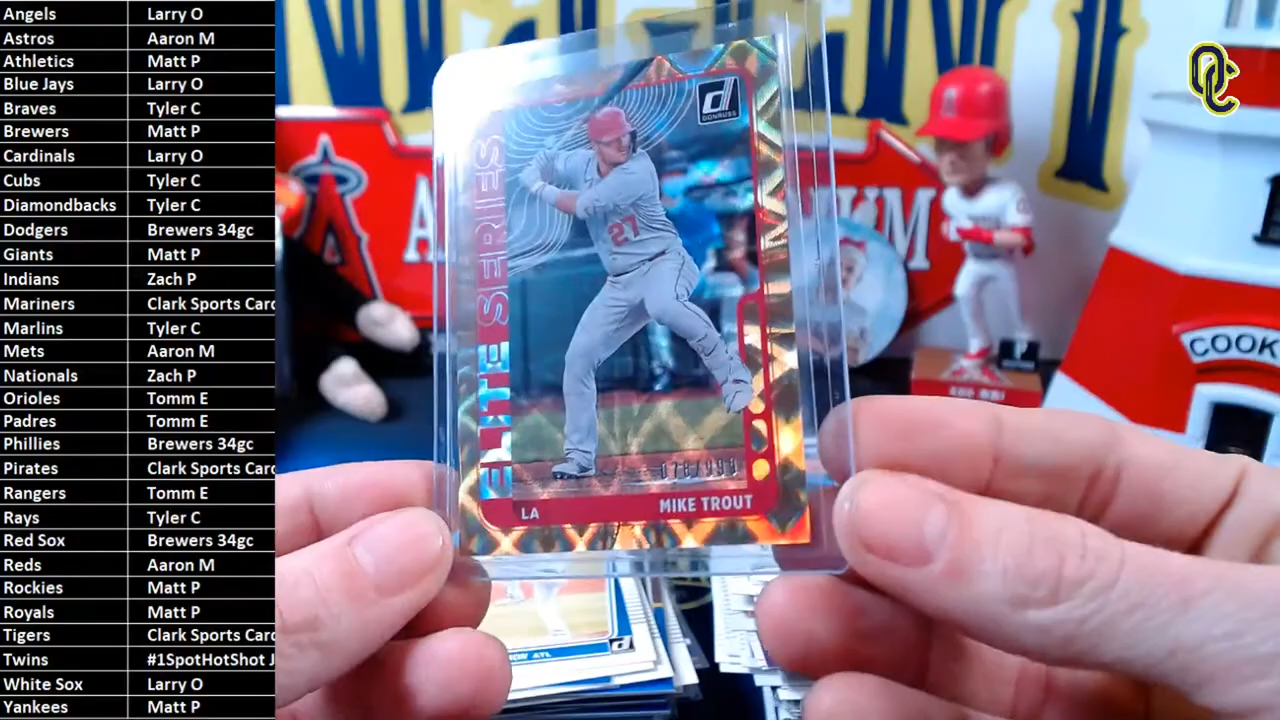 Angels Larry O
Astros Aaron M
Athletics Matt P
Blue Jays Larry O
Braves Tyler C
Brewers Matt P
Cardinals Larry O
Cubs Tyler C
Diamondbacks Tyler C
Dodgers Brewers 34gc
Giants Matt P
Indians Zach P
Mariners Clark Sports Card
Marlins Tyler C
Mets Aaron M
Nationals Zach P
Orioles Tomm E
Padres Tomm E
Phillies Brewers 34gc
Pirates Clark Sports Card
Rangers Tomm E
Rays Tyler C
Red Sox Brewers 34gc
Reds Aaron M
Rockies Matt P
Royals Matt P
Tigers Clark Sports Card
Twins #1SpotHotShot J
White Sox Larry O
Yankees Matt P
OC
d
DONRUSS
ELITE SERIES
27
LA MIKE TROUT
COOK
ATL
d